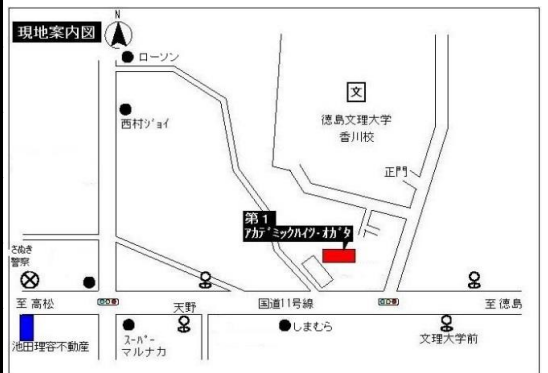 現地案内図
N
ローソン
西村ジョイ
文
徳島文理大学
香川校
正門
第1
アカデミックハイツ・オガタ
さぬき
警察
至高松
天野
国道11号線
至徳島
池田理容不動産
スーパー
マルナカ
しまむら
文理大学前